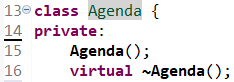 13 class Agenda {
14 private:
15     Agenda();
16     virtual ~Agenda();